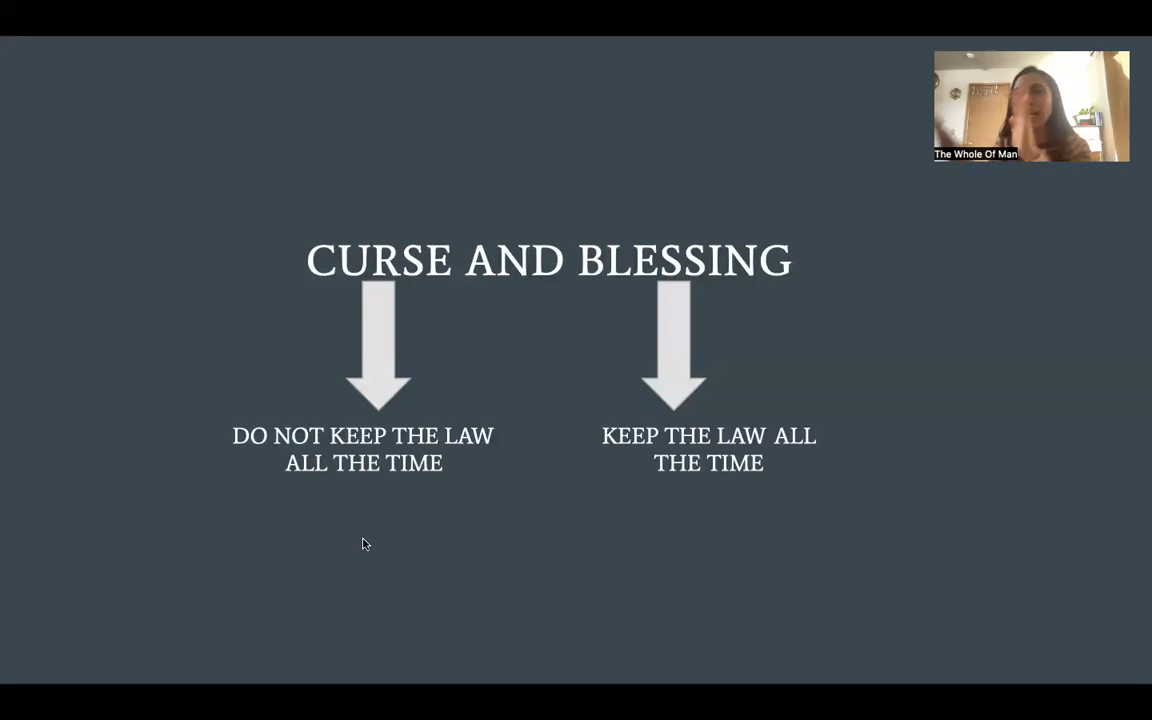 The Whole Of Man
CURSE AND BLESSING
DO NOT KEEP THE LAW
ALL THE TIME
KEEP THE LAW ALL
THE TIME